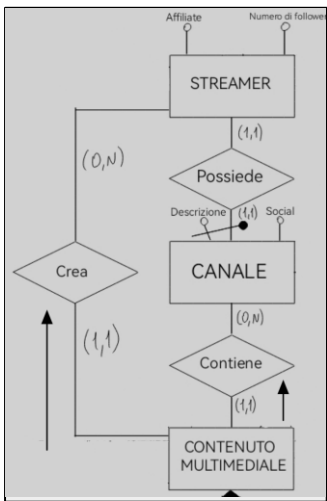 Affiliate
Numero di follower
STREAMER
(1,1)
(0,N)
Possiede
(1,1)
Descrizione
Social
Crea
CANALE
(0,N)
(1,1)
Contiene
(1,1)
CONTENUTO
MULTIMEDIALE